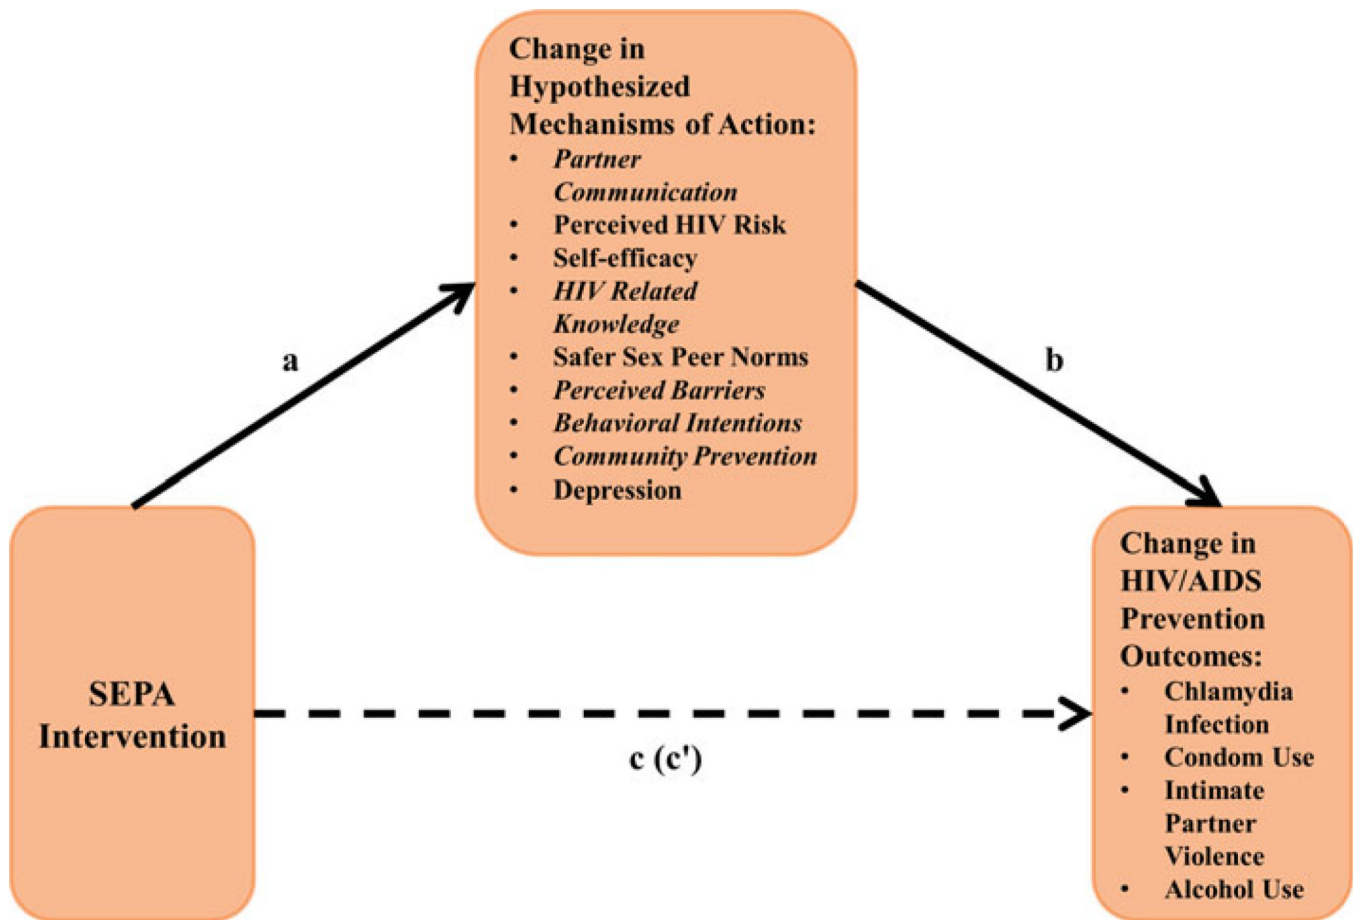 Change in
Hypothesized
Mechanisms of Action:
• Partner
Communication
• Perceived HIV Risk
• Self-efficacy
• HIV Related
Knowledge
• Safer Sex Peer Norms
• Perceived Barriers
• Behavioral Intentions
• Community Prevention
• Depression
a
b
SEPA
Intervention
c (c')
Change in
HIV/AIDS
Prevention
Outcomes:
• Chlamydia
Infection
• Condom Use
• Intimate
Partner
Violence
• Alcohol Use